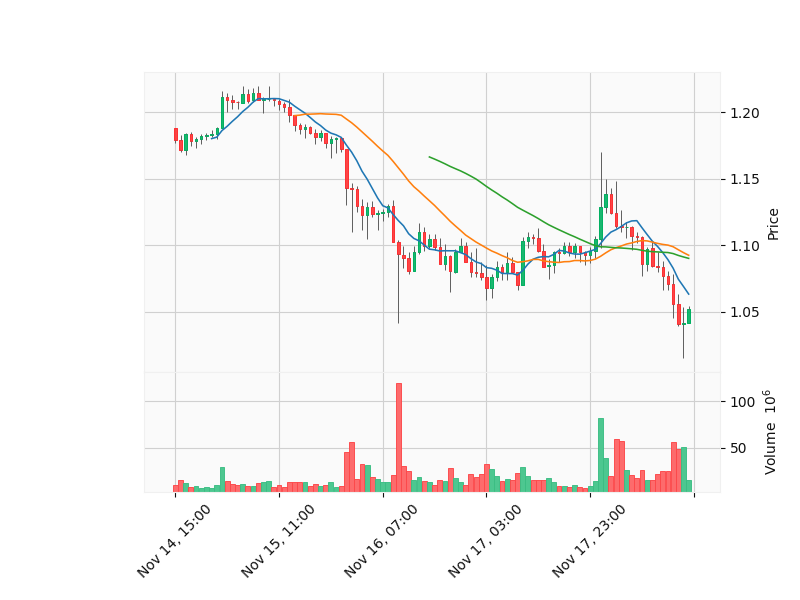 1.20
1.15
1.10
1.05
Price
100
50
Volume 10^6
Nov 14, 15:00
Nov 15, 11:00
Nov 16, 07:00
Nov 17, 03:00
Nov 17, 23:00